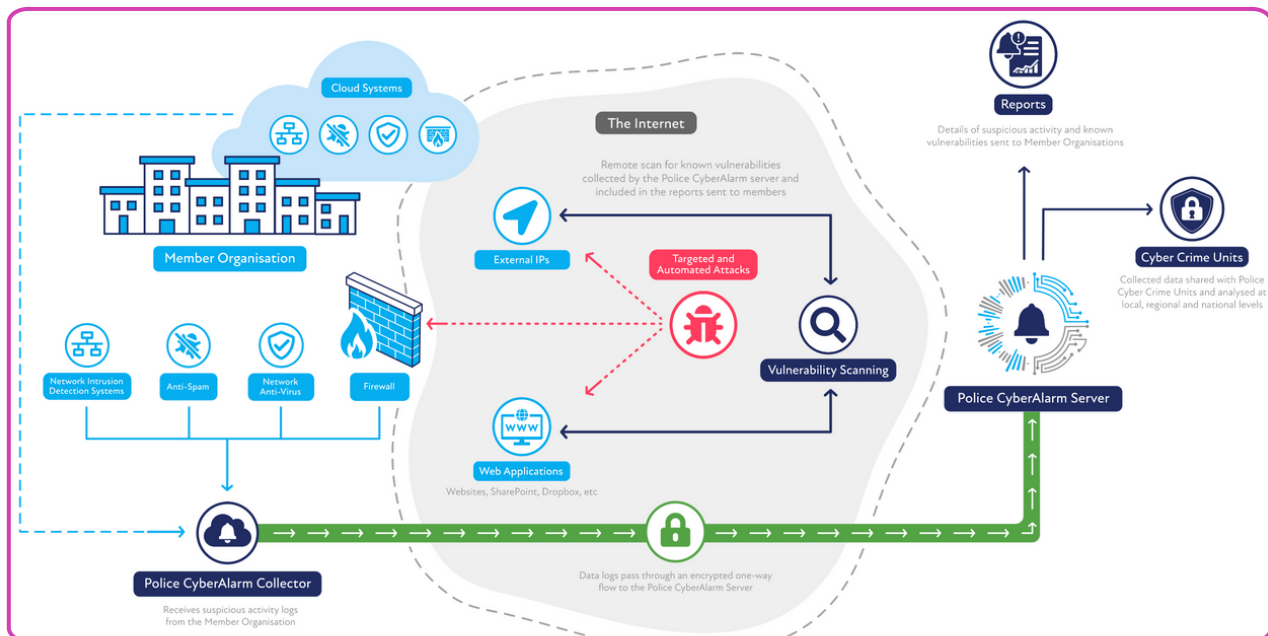 Cloud Systems
Member Organisation
Network Intrusion
Detection Systems
Anti-Spam
Network
Anti-Virus
Firewall
Police CyberAlarm Collector
Receives suspicious activity logs
from the Member Organisation
The Internet
Remote scan for known vulnerabilities
collected by the Police CyberAlarm server and
included in the reports sent to members
External IPs
Targeted and
Automated Attacks
Vulnerability Scanning
WWW
Web Applications
Websites, SharePoint, Dropbox, etc
Data logs pass through an encrypted one-way
flow to the Police CyberAlarm Server
Reports
Details of suspicious activity and known
vulnerabilities sent to Member Organisations
Cyber Crime Units
Collected data shared with Police
Cyber Crime Units and analysed at
local, regional and national levels
Police CyberAlarm Server